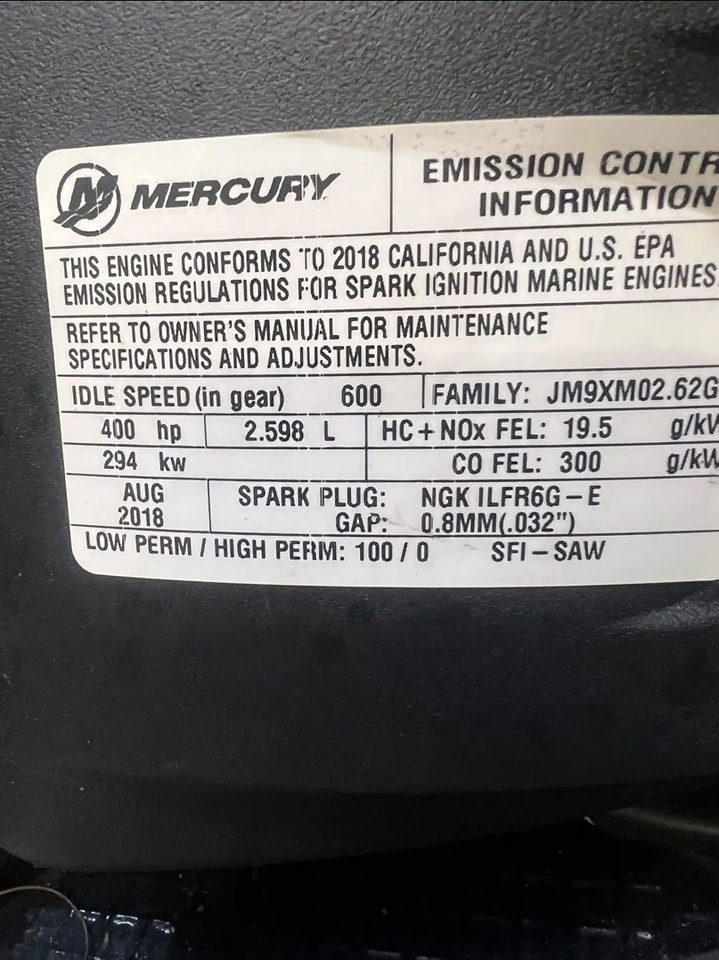 MERCURY
EMISSION CONTR
INFORMATION
THIS ENGINE CONFORMS TO 2018 CALIFORNIA AND U.S. EPA
EMISSION REGULATIONS FOR SPARK IGNITION MARINE ENGINES.
REFER TO OWNER'S MANUAL FOR MAINTENANCE
SPECIFICATIONS AND ADJUSTMENTS.
IDLE SPEED (in gear) 600 FAMILY: JM9XM02.62G
400 hp 2.598 L HC+NOx FEL: 19.5 g/kW
294 kw CO FEL: 300 g/kW
AUG 2018
SPARK PLUG: NGK ILFR6G-E
GAP: 0.8MM(.032")
LOW PERM / HIGH PERM: 100 / 0 SFI-SAW